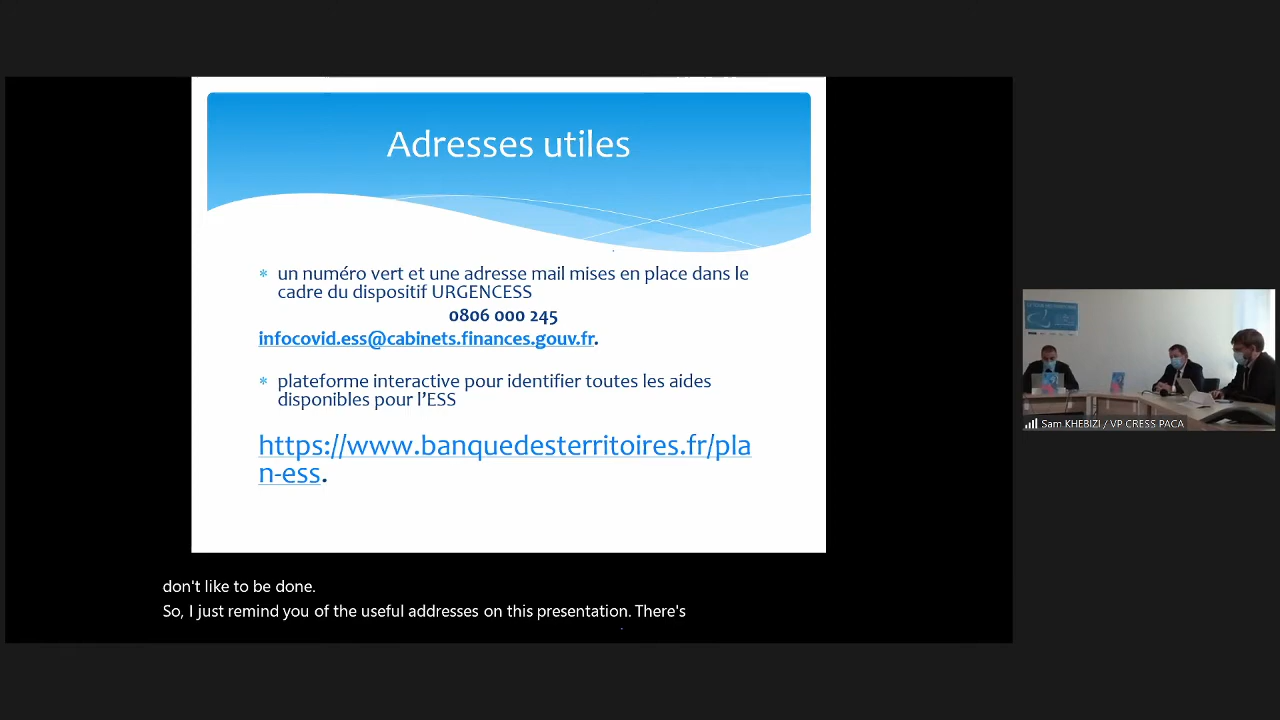 Adresses utiles
* un numéro vert et une adresse mail mises en place dans le
cadre du dispositif URGENCESS
0806 000 245
infocovid.ess@cabinets.finances.gouv.fr.
* plateforme interactive pour identifier toutes les aides
disponibles pour l'ESS
https://www.banquedesterritoires.fr/pla
n-ess.
don't like to be done.
So, I just remind you of the useful addresses on this presentation. There's
Sam KHEBIZI / VP CRESS PACA